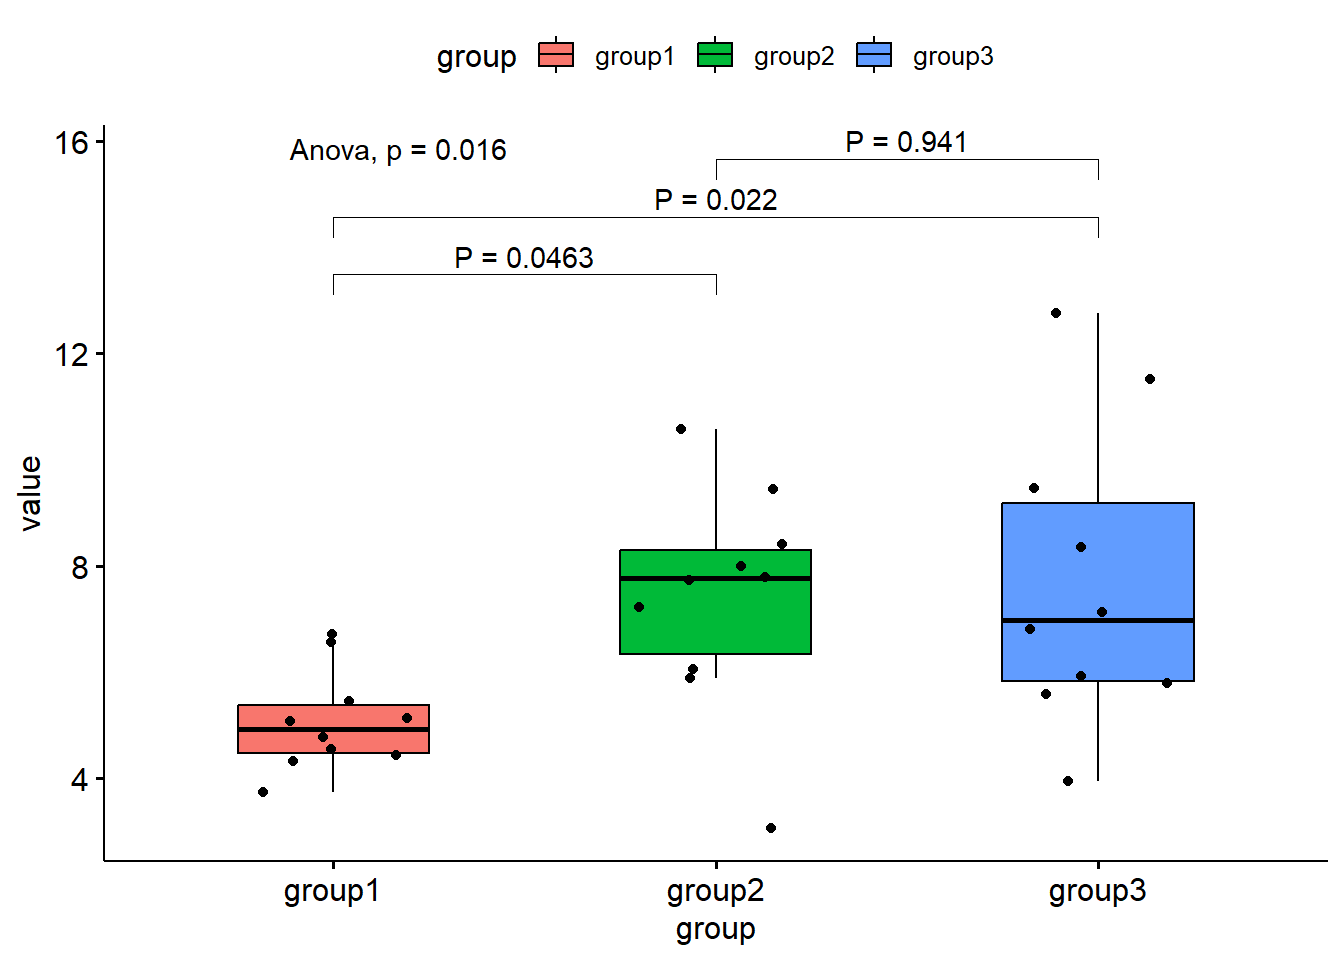 group group1 group2 group3
16
Anova, p = 0.016
P = 0.941
P = 0.022
P = 0.0463
12
8
4
value
group1 group2 group3
group